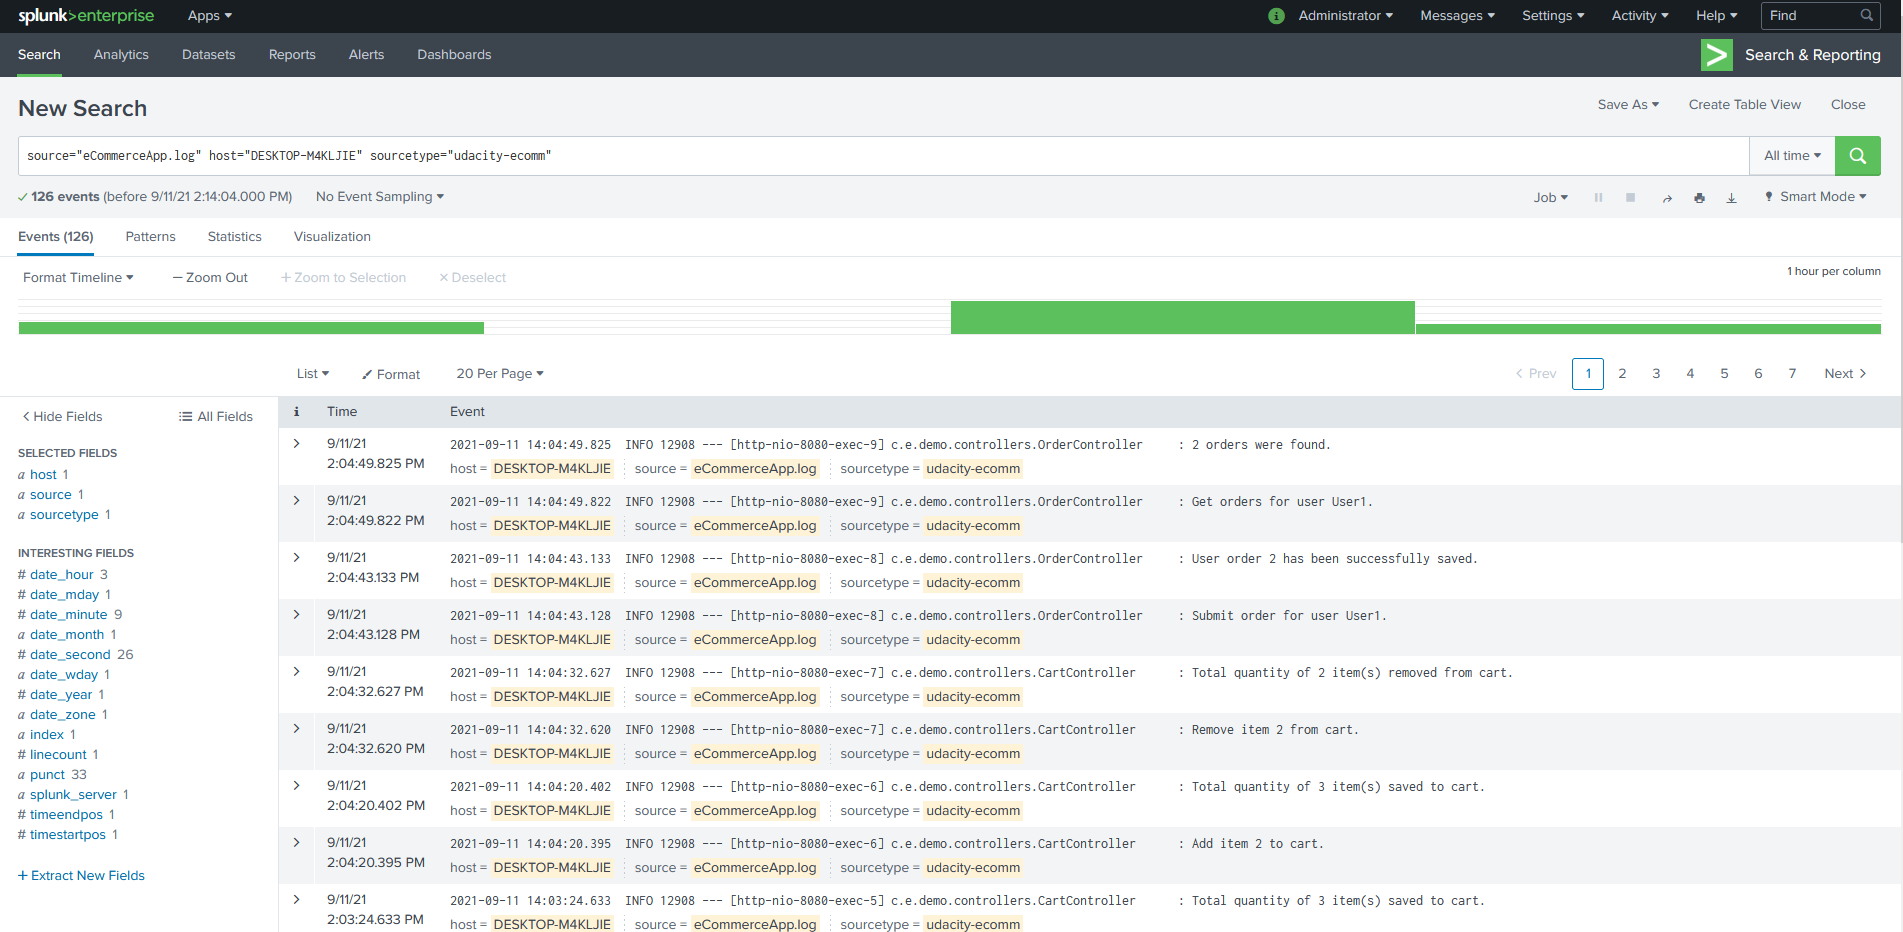 splunk>enterprise Apps Administrator Messages Settings Activity Help Find
Search Analytics Datasets Reports Alerts Dashboards Search & Reporting
New Search Save As Create Table View Close
source="eCommerceApp.log" host="DESKTOP-M4KLJIE" sourcetype="udacity-ecomm" All time
126 events (before 9/11/21 2:14:04.000 PM) No Event Sampling Job Smart Mode
Events (126) Patterns Statistics Visualization
Format Timeline Zoom Out + Zoom to Selection × Deselect 1 hour per column
List Format 20 Per Page < Prev 1 2 3 4 5 6 7 Next >
< Hide Fields All Fields
SELECTED FIELDS
a host 1
a source 1
a sourcetype 1
INTERESTING FIELDS
# date_hour 3
# date_mday 1
# date_minute 9
a date_month 1
# date_second 26
a date_wday 1
# date_year 1
a date_zone 1
a index 1
# linecount 1
a punct 33
a splunk_server 1
# timeendpos 1
# timestartpos 1
+ Extract New Fields
i Time Event
9/11/21 2021-09-11 14:04:49.825 INFO 12908 --- [http-nio-8080-exec-9] c.e.demo.controllers.OrderController : 2 orders were found.
2:04:49.825 PM host = DESKTOP-M4KLJIE source = eCommerceApp.log sourcetype = udacity-ecomm
9/11/21 2021-09-11 14:04:49.822 INFO 12908 --- [http-nio-8080-exec-9] c.e.demo.controllers.OrderController : Get orders for user User1.
2:04:49.822 PM host = DESKTOP-M4KLJIE source = eCommerceApp.log sourcetype = udacity-ecomm
9/11/21 2021-09-11 14:04:43.133 INFO 12908 --- [http-nio-8080-exec-8] c.e.demo.controllers.OrderController : User order 2 has been successfully saved.
2:04:43.133 PM host = DESKTOP-M4KLJIE source = eCommerceApp.log sourcetype = udacity-ecomm
9/11/21 2021-09-11 14:04:43.128 INFO 12908 --- [http-nio-8080-exec-8] c.e.demo.controllers.OrderController : Submit order for user User1.
2:04:43.128 PM host = DESKTOP-M4KLJIE source = eCommerceApp.log sourcetype = udacity-ecomm
9/11/21 2021-09-11 14:04:32.627 INFO 12908 --- [http-nio-8080-exec-7] c.e.demo.controllers.CartController : Total quantity of 2 item(s) removed from cart.
2:04:32.627 PM host = DESKTOP-M4KLJIE source = eCommerceApp.log sourcetype = udacity-ecomm
9/11/21 2021-09-11 14:04:32.620 INFO 12908 --- [http-nio-8080-exec-7] c.e.demo.controllers.CartController : Remove item 2 from cart.
2:04:32.620 PM host = DESKTOP-M4KLJIE source = eCommerceApp.log sourcetype = udacity-ecomm
9/11/21 2021-09-11 14:04:20.402 INFO 12908 --- [http-nio-8080-exec-6] c.e.demo.controllers.CartController : Total quantity of 3 item(s) saved to cart.
2:04:20.402 PM host = DESKTOP-M4KLJIE source = eCommerceApp.log sourcetype = udacity-ecomm
9/11/21 2021-09-11 14:04:20.395 INFO 12908 --- [http-nio-8080-exec-6] c.e.demo.controllers.CartController : Add item 2 to cart.
2:04:20.395 PM host = DESKTOP-M4KLJIE source = eCommerceApp.log sourcetype = udacity-ecomm
9/11/21 2021-09-11 14:03:24.633 INFO 12908 --- [http-nio-8080-exec-5] c.e.demo.controllers.CartController : Total quantity of 3 item(s) saved to cart.
2:03:24.633 PM host = DESKTOP-M4KLJIE source = eCommerceApp.log sourcetype = udacity-ecomm